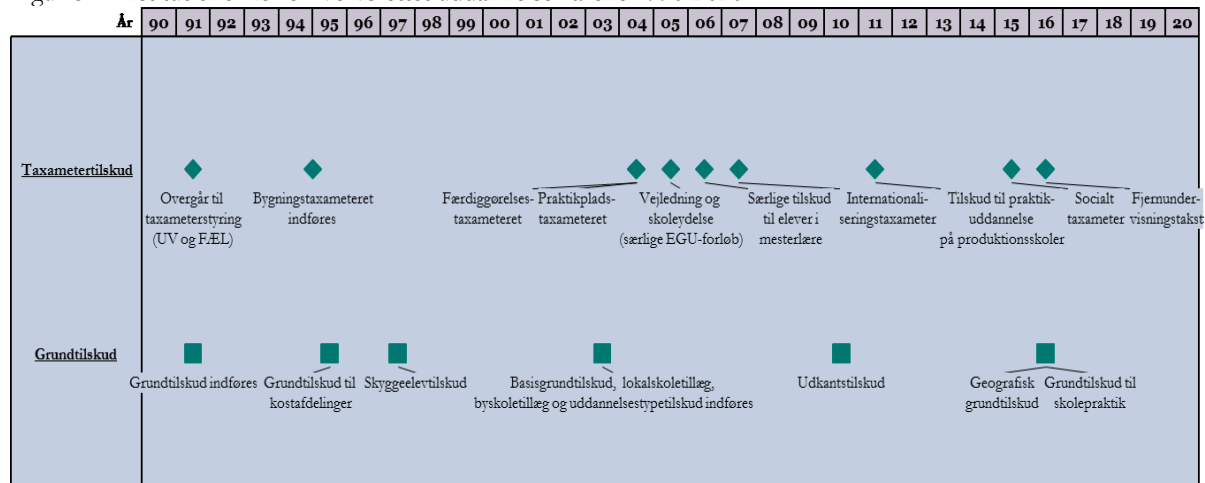 År 90 91 92 93 94 95 96 97 98 99 00 01 02 03 04 05 06 07 08 09 10 11 12 13 14 15 16 17 18 19 20
Taxametertilskud
Overgår til
taxameterstyring
(UV og FÆL)
Bygningstaxameteret
indføres
Færdiggørelses-
taxameteret
Praktikplads-
taxameteret
Vejledning og
skoleydelse
(særlige EGU-forløb)
Særlige tilskud
til elever i
mesterlære
Internationali-
seringstaxameter
Tilskud til praktik-
uddannelse
på produktionsskoler
Socialt
taxameter
Fjernunder-
visningstakst
Grundtilskud
Grundtilskud indføres
Grundtilskud til
kostafdelinger
Skyggeelevtilskud
Basisgrundtilskud, lokalskoletillæg,
byskoletillæg og uddannelsestypetilskud indføres
Udkantstilskud
Geografisk
grundtilskud
Grundtilskud til
skolepraktik